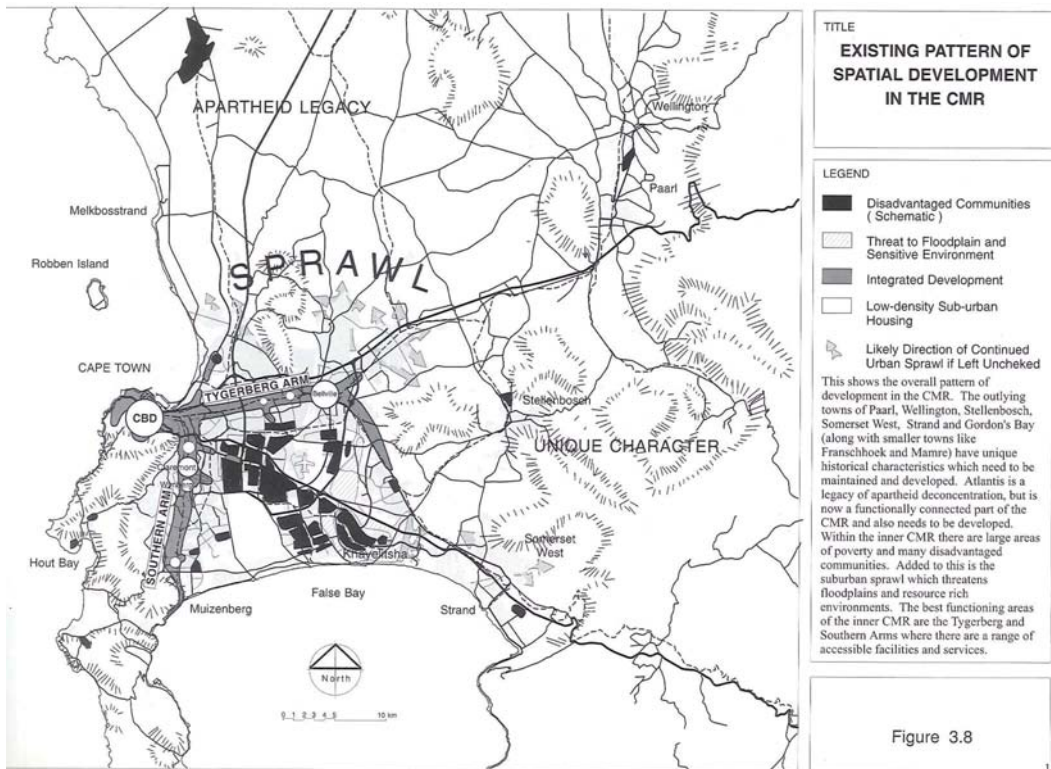 APARTHEID LEGACY
Wellington
Paarl
Melkbosstrand
Robben Island
SPRAWL
CAPE TOWN
TYGERBERG ARM
Bellville
CBD
Stellenbosch
UNIQUE CHARACTER
Claremont
SOUTHERN ARM
Khayelitsha
Somerset
West
Hout Bay
Muizenberg
False Bay
Strand
North
0 1 2 3 4 5 10 km
TITLE
EXISTING PATTERN OF
SPATIAL DEVELOPMENT
IN THE CMR
LEGEND
Disadvantaged Communities
( Schematic )
Threat to Floodplain and
Sensitive Environment
Integrated Development
Low-density Sub-urban
Housing
Likely Direction of Continued
Urban Sprawl if Left Uncheked
This shows the overall pattern of
development in the CMR. The outlying
towns of Paarl, Wellington, Stellenbosch,
Somerset West, Strand and Gordon's Bay
(along with smaller towns like
Franschhoek and Mamre) have unique
historical characteristics which need to be
maintained and developed. Atlantis is a
legacy of apartheid deconcentration, but is
now a functionally connected part of the
CMR and also needs to be developed.
Within the inner CMR there are large areas
of poverty and many disadvantaged
communities. Added to this is the
suburban sprawl which threatens
floodplains and resource rich
environments. The best functioning areas
of the inner CMR are the Tygerberg and
Southern Arms where there are a range of
accessible facilities and services.
Figure 3.8